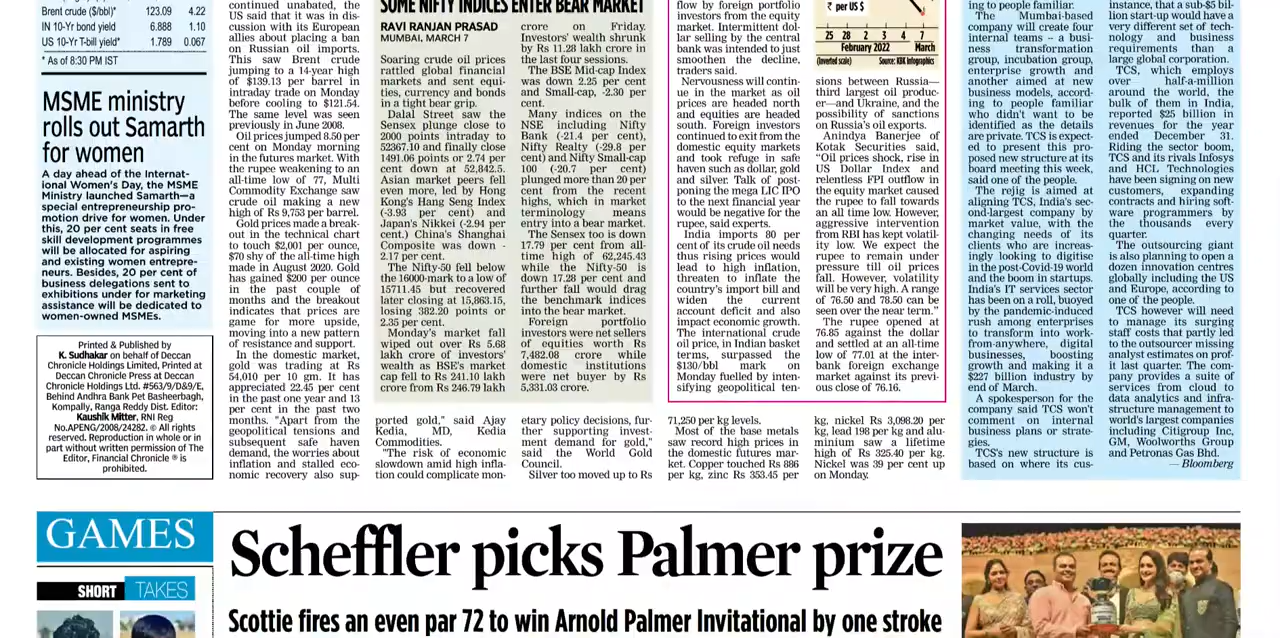 Brent crude ($/bbl)* 123.09 4.22
IN 10-Yr bond yield 6.888 1.10
US 10-Yr T-bill yield* 1.789 0.067
* As of 8:30 PM IST
MSME ministry
rolls out Samarth
for women
A day ahead of the Internat-
ional Women's Day, the MSME
Ministry launched Samarth—a
special entrepreneurship pro-
motion drive for women. Under
this, 20 per cent seats in free
skill development programmes
will be allocated for aspiring
and existing women entrepre-
neurs. Besides, 20 per cent of
business delegations sent to
exhibitions under for marketing
assistance will be dedicated to
women-owned MSMEs.
Printed & Published by
K. Sudhakar on behalf of Deccan
Chronicle Holdings Limited, Printed at
Deccan Chronicle Press at Deccan
Chronicle Holdings Ltd. #563/9/D&9/E,
Behind Andhra Bank Pet Basheerbagh,
Kompally, Ranga Reddy Dist. Editor:
Kaushik Mitter, RNI Reg
No.APENG/2008/24282. © All rights
reserved. Reproduction in whole or in
part without written permission of The
Editor, Financial Chronicle ® is
prohibited.
continued unabated, the
US said that it was in dis-
cussion with its European
allies about placing a ban
on Russian oil imports.
This saw Brent crude
jumping to a 14-year high
of $139.13 per barrel in
intraday trade on Monday
before cooling to $121.54.
The same level was seen
previously in June 2008.
Oil prices jumped 8.50 per
cent on Monday morning
in the futures market. With
the rupee weakening to an
all-time low of 77, Multi
Commodity Exchange saw
crude oil making a new
high of Rs 9,753 per barrel.
Gold prices made a break-
out in the technical chart
to touch $2,001 per ounce,
$70 shy of the all-time high
made in August 2020. Gold
has gained $200 per ounce
in the past couple of
months and the breakout
indicates that prices are
game for more upside,
moving into a new pattern
of resistance and support.
In the domestic market,
gold was trading at Rs
54,010 per 10 gm. It has
appreciated 22.45 per cent
in the past one year and 13
per cent in the past two
months. "Apart from the
geopolitical tensions and
subsequent safe haven
demand, the worries about
inflation and stalled eco-
nomic recovery also sup-
SOME NIFTY INDICES ENTER BEAR MARKET
RAVI RANJAN PRASAD
MUMBAI, MARCH 7
Soaring crude oil prices
rattled global financial
markets and sent equi-
ties, currency and bonds
in a tight bear grip.
Dalal Street saw the
Sensex plunge close to
2000 points intraday to
52367.10 and finally close
1491.06 points or 2.74 per
cent down at 52,842.5.
Asian market peers fell
even more, led by Hong
Kong's Hang Seng Index
(-3.93 per cent) and
Japan's Nikkei (-2.94 per
cent.) China's Shanghai
Composite was down -
2.17 per cent.
The Nifty-50 fell below
the 16000-mark to a low of
15711.45 but recovered
later closing at 15,863.15,
losing 382.20 points or
2.35 per cent.
Monday's market fall
wiped out over Rs 5.68
lakh crore of investors'
wealth as BSE's market
cap fell to Rs 241.10 lakh
crore from Rs 246.79 lakh
crore on Friday.
Investors' wealth shrunk
by Rs 11.28 lakh crore in
the last four sessions.
The BSE Mid-cap Index
was down 2.25 per cent
and Small-cap, -2.30 per
cent.
Many indices on the
NSE including Nifty
Bank (-21.4 per cent),
Nifty Realty (-29.8 per
cent) and Nifty Small-cap
100 (-20.7 per cent)
plunged more than 20 per
cent from the recent
highs, which in market
terminology means
entry into a bear market.
The Sensex too is down
17.79 per cent from all-
time high of 62,245.43
while the Nifty-50 is
down 17.28 per cent and
further fall would drag
the benchmark indices
into the bear market.
Foreign portfolio
investors were net sellers
of equities worth Rs
7,482.08 crore while
domestic institutions
were net buyer by Rs
5,331.03 crore.
ported gold," said Ajay
Kedia, MD, Kedia
Commodities.
"The risk of economic
slowdown amid high infla-
tion could complicate mon-
etary policy decisions, fur-
ther supporting invest-
ment demand for gold,"
said the World Gold
Council.
Silver too moved up to Rs
flow by foreign portfolio
investors from the equity
market. Intermittent dol-
lar selling by the central
bank was intended to just
smoothen the decline,
traders said.
Nervousness will contin-
ue in the market as oil
prices are headed north
and equities are headed
south. Foreign investors
continued to exit from the
domestic equity markets
and took refuge in safe
haven such as dollar, gold
and silver. Talk of post-
poning the mega LIC IPO
to the next financial year
would be negative for the
rupee, said experts.
India imports 80 per
cent of its crude oil needs
thus rising prices would
lead to high inflation,
threaten to inflate the
country's import bill and
widen the current
account deficit and also
impact economic growth.
The international crude
oil price, in Indian basket
terms, surpassed the
$130/bbl mark on
Monday fuelled by inten-
sifying geopolitical ten-
₹ per US $
25 28 2 3 4 7
February 2022 March
(Inverted scale) Source: KBK Infographics
sions between Russia—
third largest oil produc-
er—and Ukraine, and the
possibility of sanctions
on Russia's oil exports.
Anindya Banerjee of
Kotak Securities said,
"Oil prices shock, rise in
US Dollar Index and
relentless FPI outflow in
the equity market caused
the rupee to fall towards
an all time low. However,
aggressive intervention
from RBI has kept volatil-
ity low. We expect the
rupee to remain under
pressure till oil prices
fall. However, volatility
will be very high. A range
of 76.50 and 78.50 can be
seen over the near term."
The rupee opened at
76.85 against the dollar
and settled at an all-time
low of 77.01 at the inter-
bank foreign exchange
market against its previ-
ous close of 76.16.
71,250 per kg levels.
Most of the base metals
saw record high prices in
the domestic futures mar-
ket. Copper touched Rs 886
per kg, zinc Rs 353.45 per
kg, nickel Rs 3,098.20 per
kg, lead 198 per kg and alu-
minium saw a lifetime
high of Rs 325.40 per kg.
Nickel was 39 per cent up
on Monday.
ing to people familiar.
The Mumbai-based
company will create four
internal teams – a busi-
ness transformation
group, incubation group,
enterprise growth and
another aimed at new
business models, accord-
ing to people familiar
who didn't want to be
identified as the details
are private. TCS is expect-
ed to present this pro-
posed new structure at its
board meeting this week,
said one of the people.
The rejig is aimed at
aligning TCS, India's sec-
ond-largest company by
market value, with the
changing needs of its
clients who are increas-
ingly looking to digitise
in the post-Covid-19 world
and the boom in startups.
India's IT services sector
has been on a roll, buoyed
by the pandemic-induced
rush among enterprises
to transform into work-
from-anywhere, digital
businesses, boosting
growth and making it a
$227 billion industry by
end of March.
A spokesperson for the
company said TCS won't
comment on internal
business plans or strate-
gies.
TCS's new structure is
based on where its cus-
instance, that a sub-$5 bil-
lion start-up would have a
very different set of tech-
nology and business
requirements than a
large global corporation.
TCS, which employs
over half-a-million
around the world, the
bulk of them in India,
reported $25 billion in
revenues for the year
ended December 31.
Riding the sector boom,
TCS and its rivals Infosys
and HCL Technologies
have been signing on new
customers, expanding
contracts and hiring soft-
ware programmers by
the thousands every
quarter.
The outsourcing giant
is also planning to open a
dozen innovation centres
globally including the US
and Europe, according to
one of the people.
TCS however will need
to manage its surging
staff costs that partly led
to the outsourcer missing
analyst estimates on prof-
it last quarter. The com-
pany provides a suite of
services from cloud to
data analytics and infra-
structure management to
world's largest companies
including Citigroup Inc,
GM, Woolworths Group
and Petronas Gas Bhd.
— Bloomberg
GAMES
SHORT TAKES
Scheffler picks Palmer prize
Scottie fires an even par 72 to win Arnold Palmer Invitational by one stroke